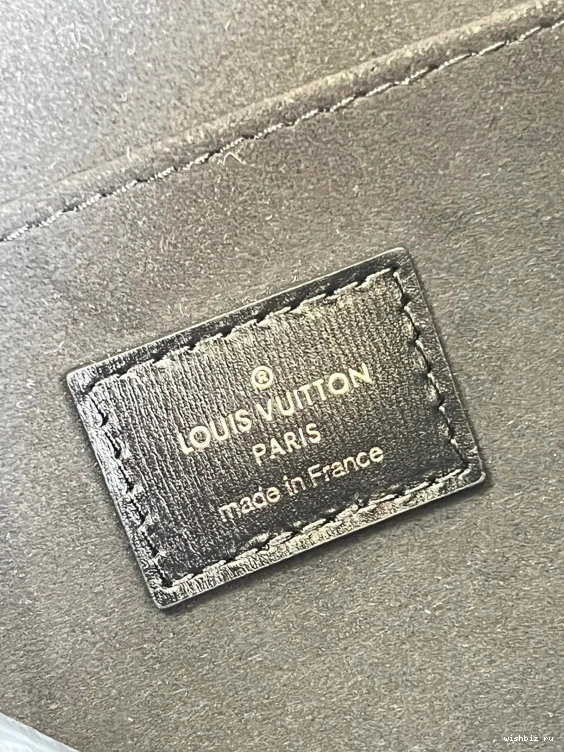 ®
LOUIS VUITTON
PARIS
made in France
wishbiz ru